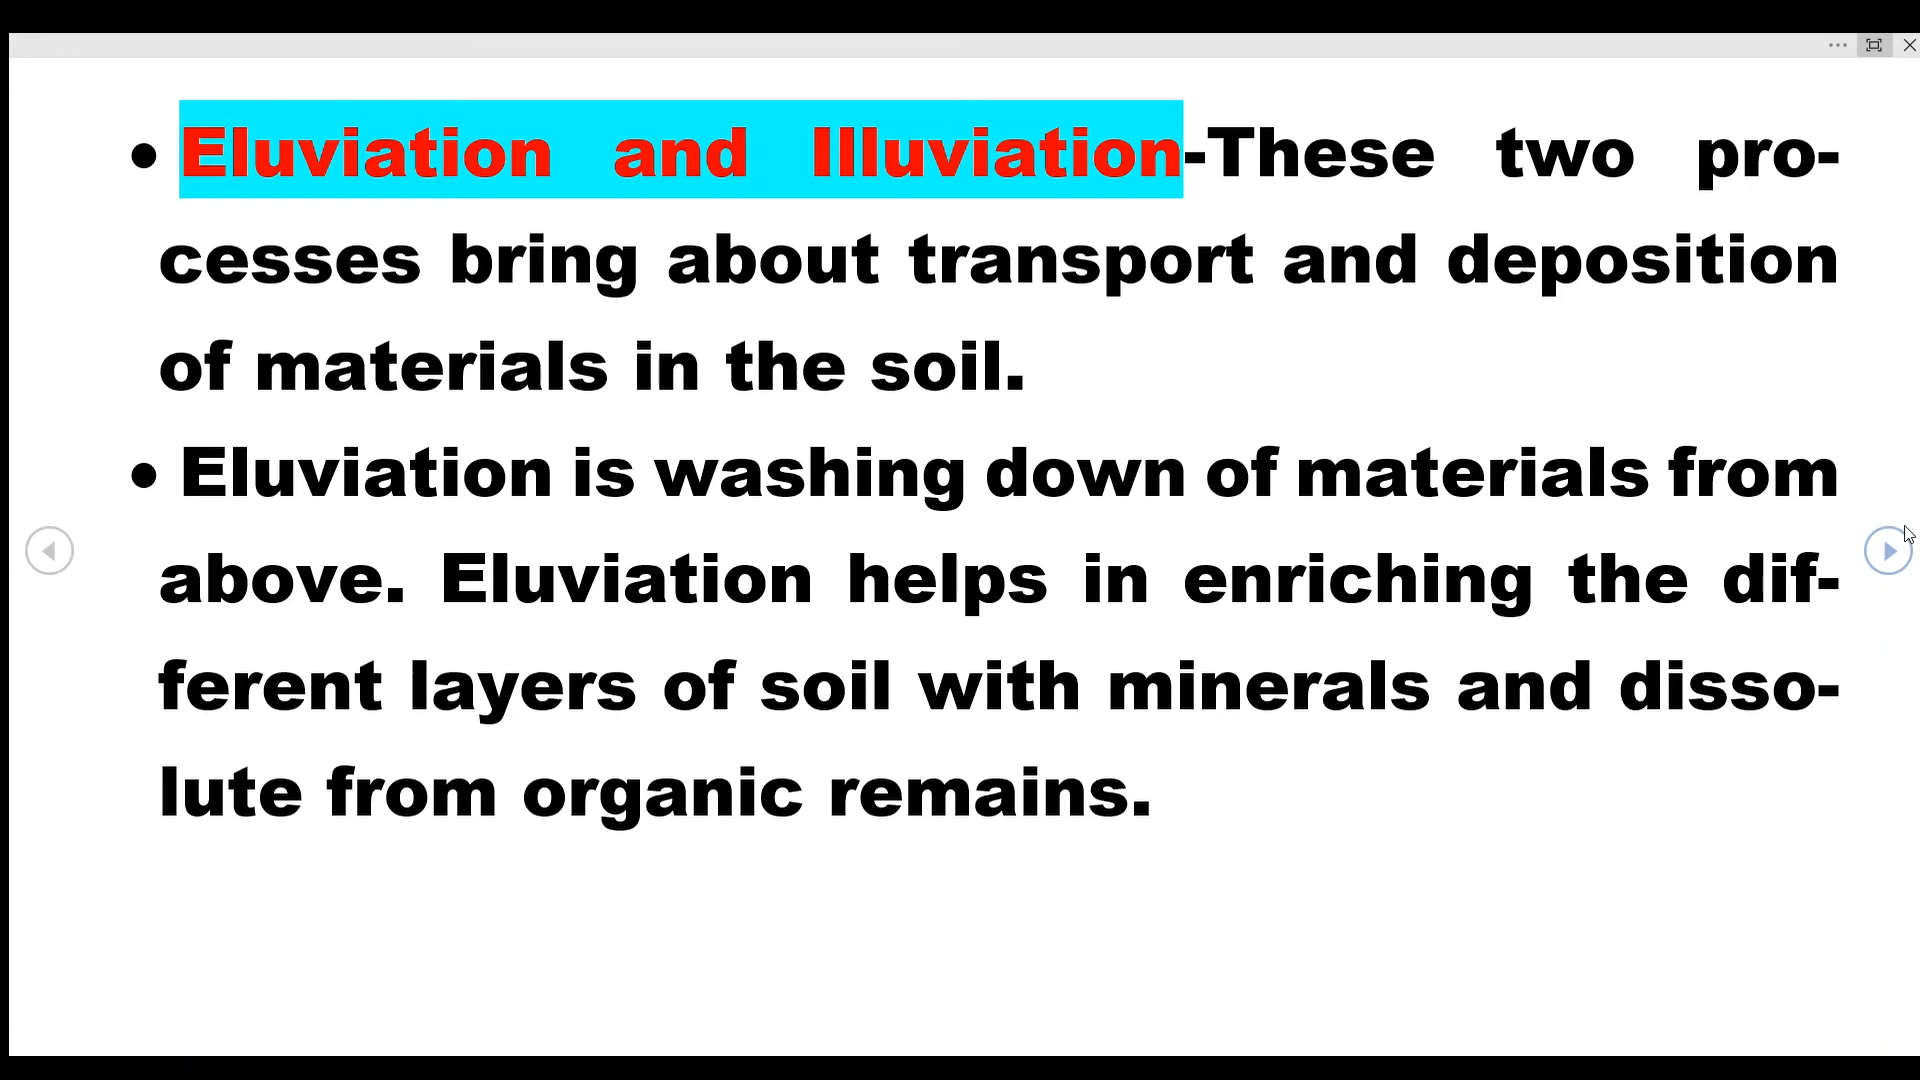 • Eluviation and Illuviation-These two pro-
cesses bring about transport and deposition
of materials in the soil.
• Eluviation is washing down of materials from
above. Eluviation helps in enriching the dif-
ferent layers of soil with minerals and disso-
lute from organic remains.